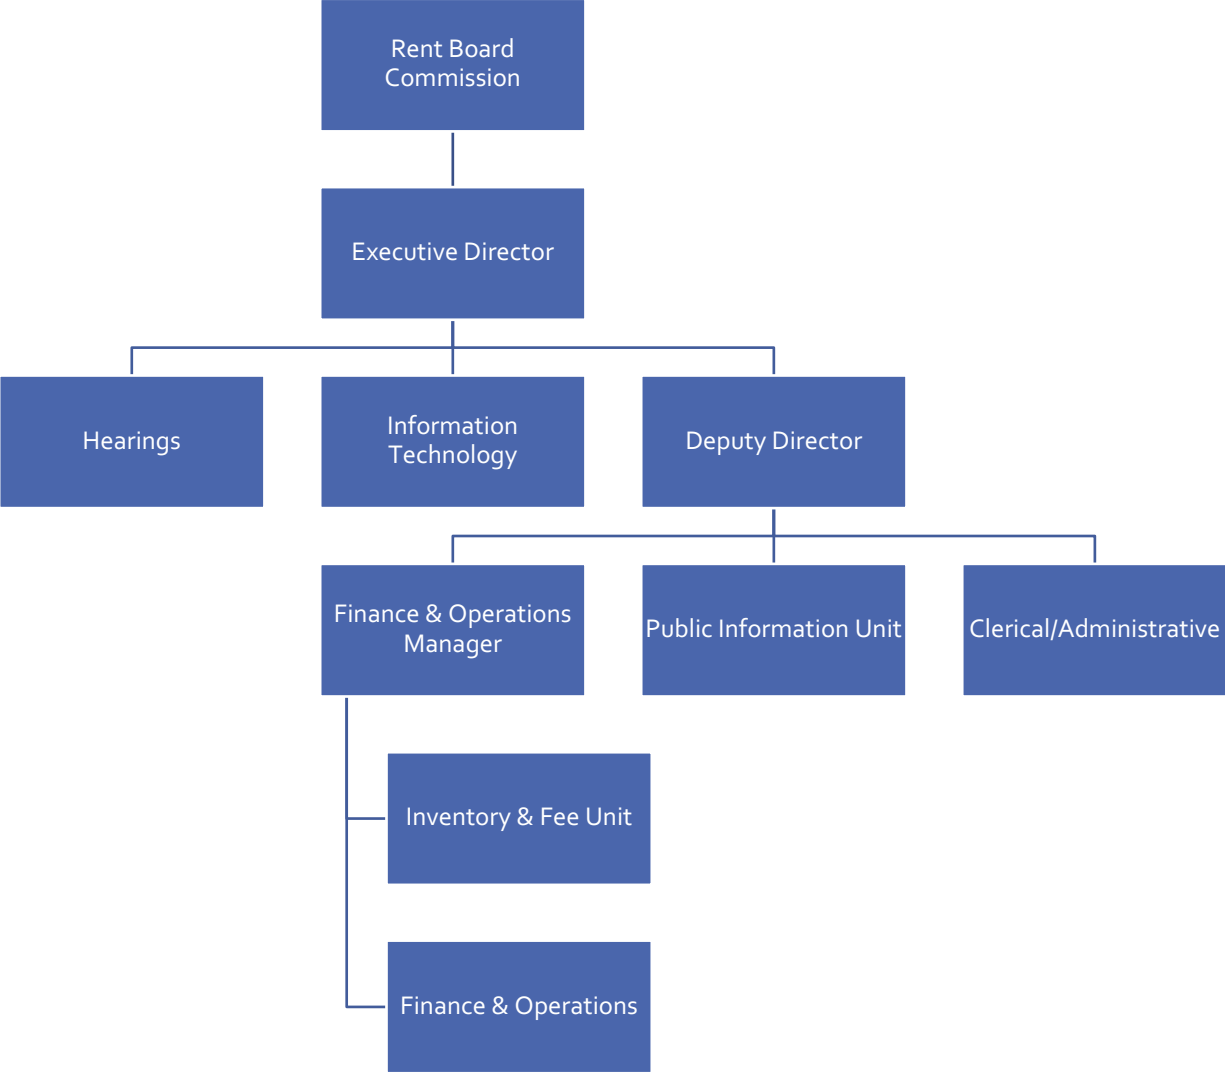 Rent Board
Commission
Executive Director
Hearings
Information
Technology
Deputy Director
Finance & Operations
Manager
Public Information Unit
Clerical/Administrative
Inventory & Fee Unit
Finance & Operations